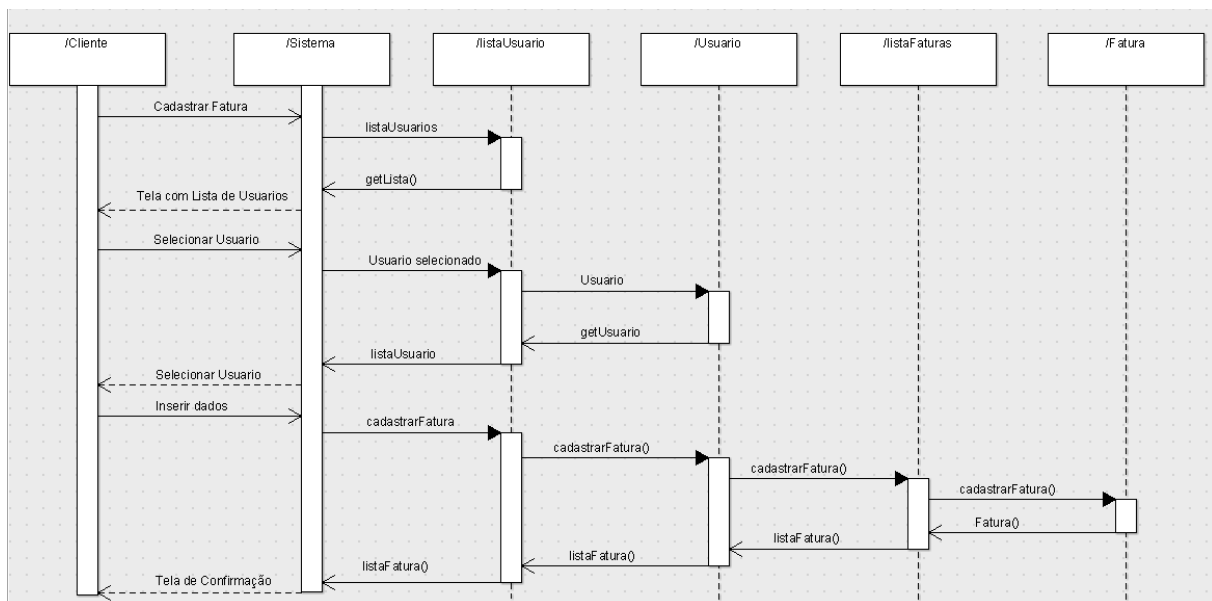 /Cliente
/Sistema
/listaUsuario
/Usuario
/listaFaturas
/Fatura
Cadastrar Fatura
listaUsuarios
getLista()
Tela com Lista de Usuarios
Selecionar Usuario
Usuario selecionado
Usuario
getUsuario
listaUsuario
Selecionar Usuario
Inserir dados
cadastrarFatura
cadastrarFatura()
cadastrarFatura()
cadastrarFatura()
Fatura()
listaFatura()
listaFatura()
listaFatura()
Tela de Confirmação